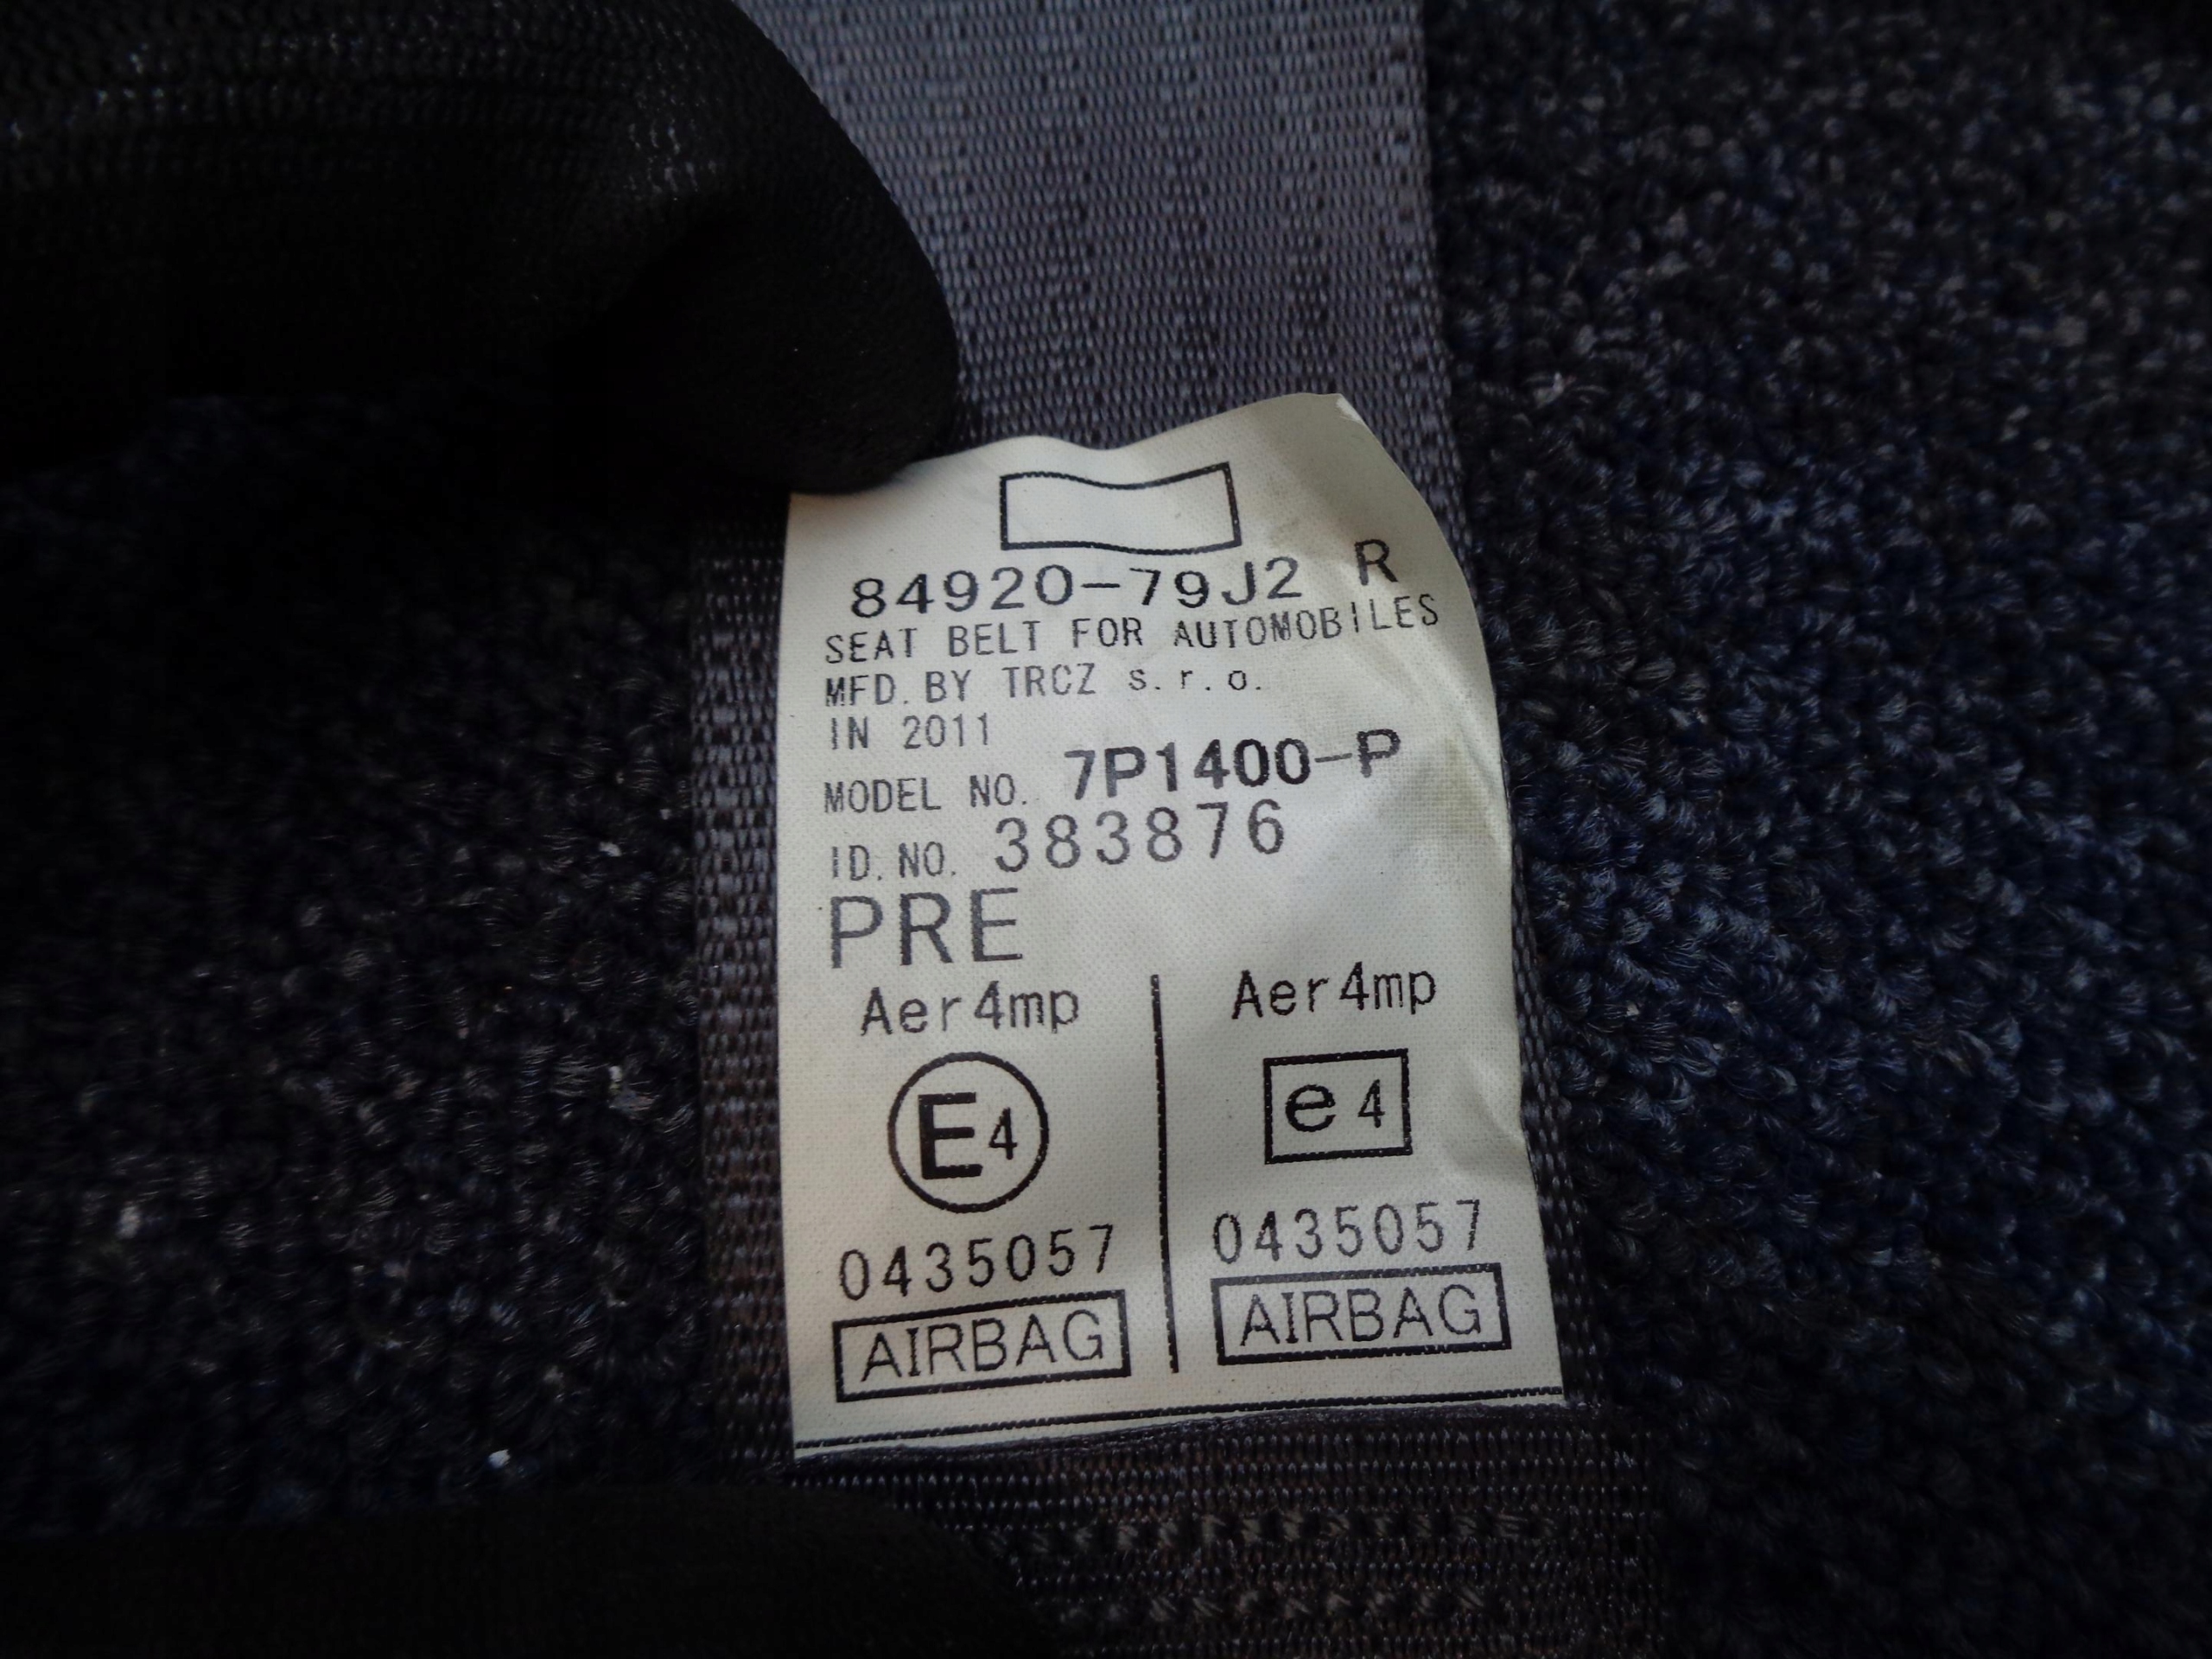 84920-79J2 R
SEAT BELT FOR AUTOMOBILES
MFD. BY TRCZ s.r.o.
IN 2011
MODEL NO. 7P1400-P
ID. NO. 383876
PRE
Aer4mp Aer4mp
E4 e4
0435057 0435057
AIRBAG AIRBAG